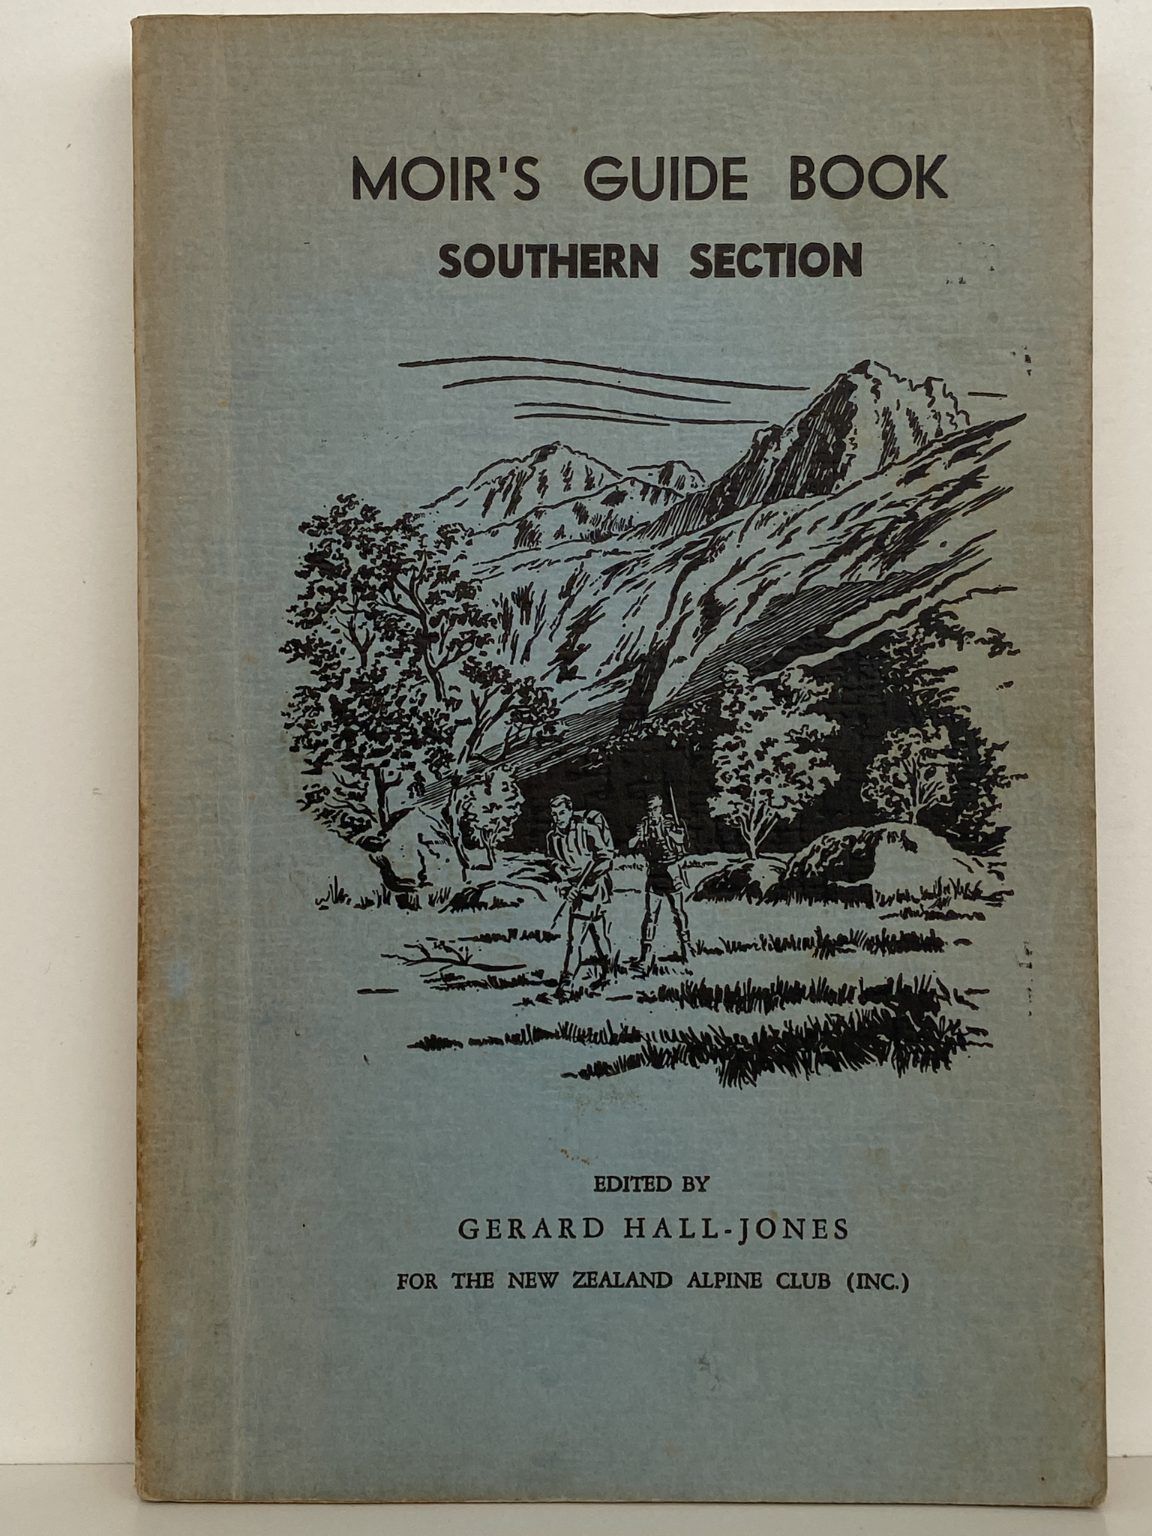 MOIR'S GUIDE BOOK
SOUTHERN SECTION
EDITED BY
GERARD HALL-JONES
FOR THE NEW ZEALAND ALPINE CLUB (INC.)